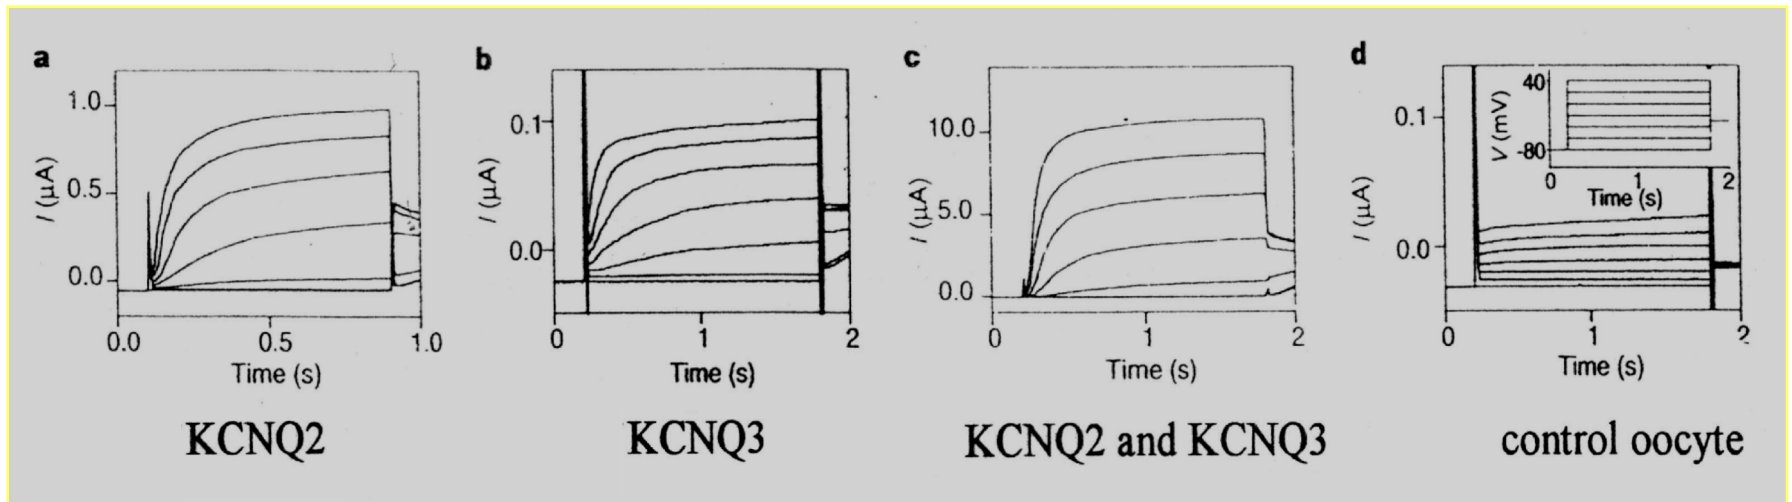 a
1.0
0.5
0.0
I (µA)
0.0 0.5 1.0
Time (s)
KCNQ2
b
0.1
0.0
I (µA)
0 1 2
Time (s)
KCNQ3
c
10.0
5.0
0.0
I (µA)
0 1 2
Time (s)
KCNQ2 and KCNQ3
d
0.1
0.0
I (µA)
40
-80
V (mV)
0 1 2
Time (s)
0 1 2
Time (s)
control oocyte